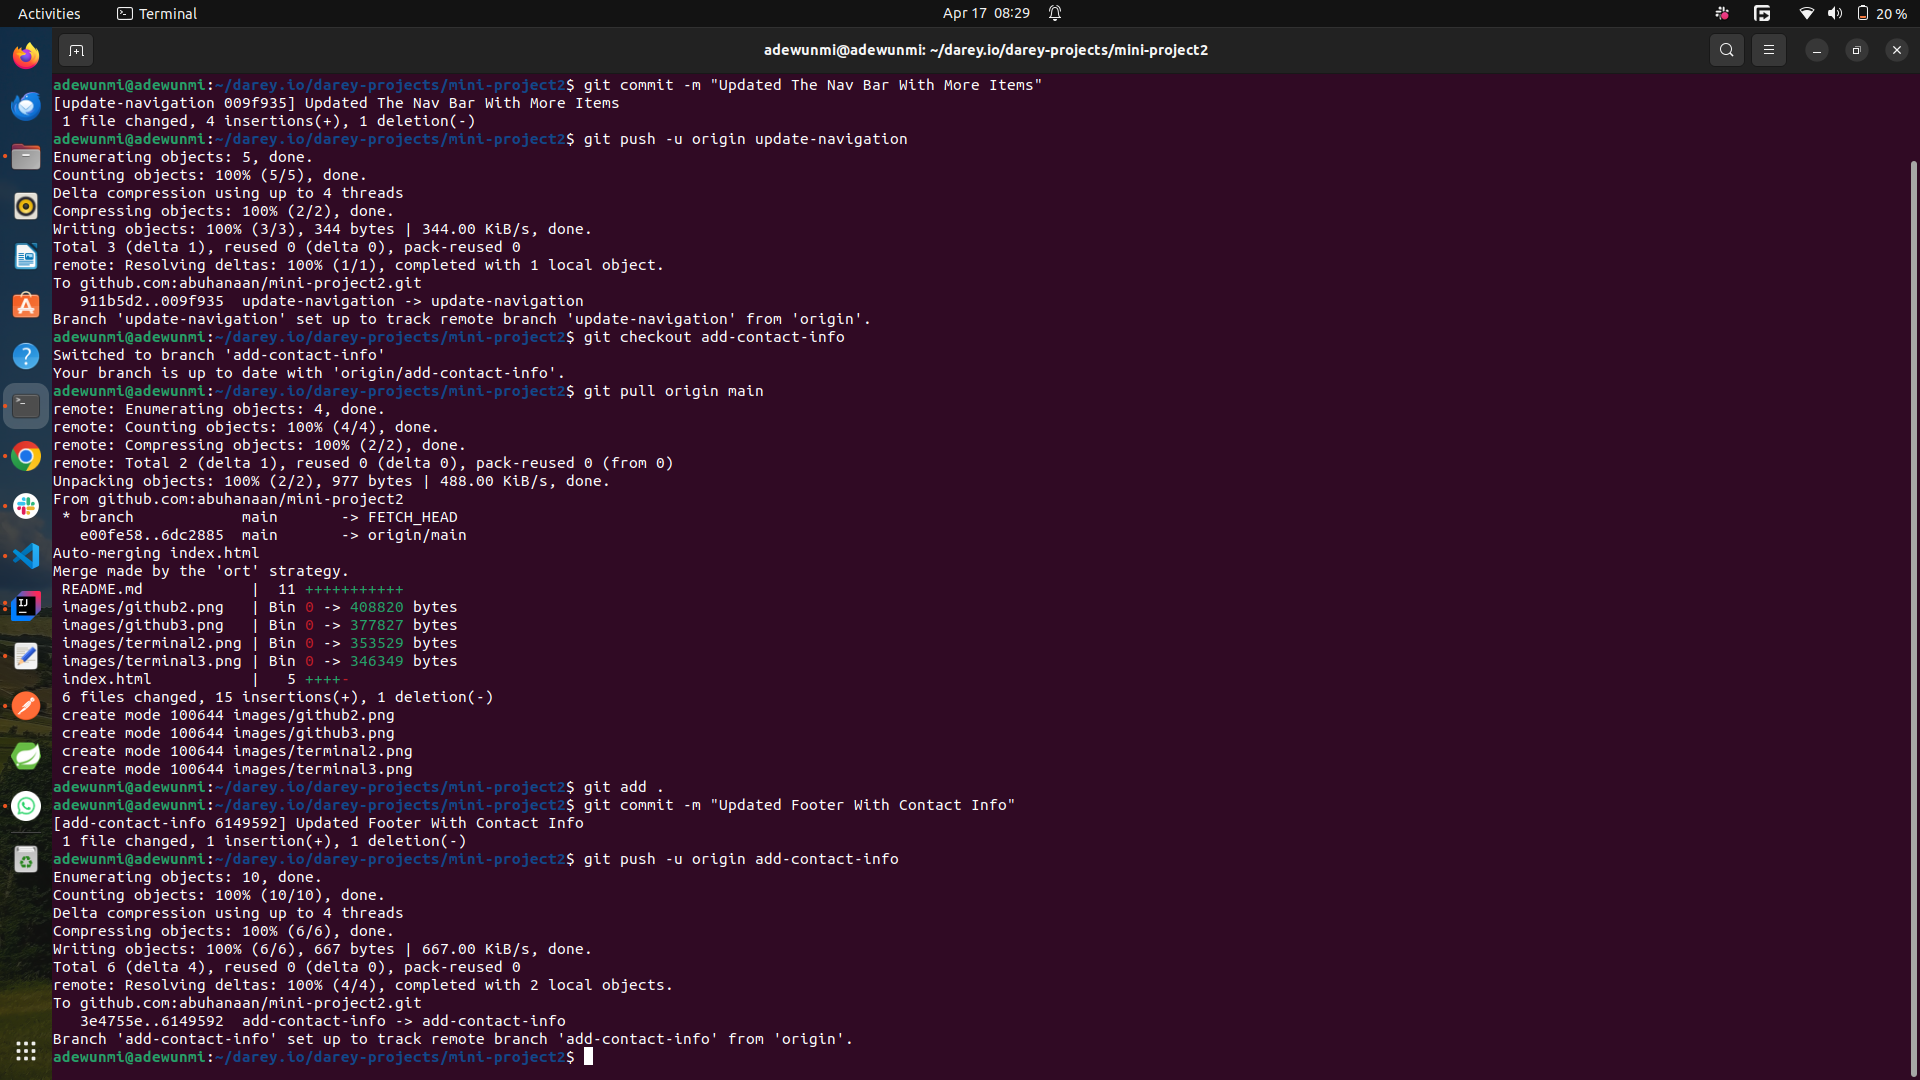 Activities
Terminal
Apr 17 08:29
20 %
adewunmi@adewunmi: ~/darey.io/darey-projects/mini-project2
adewunmi@adewunmi:~/darey.io/darey-projects/mini-project2$ git commit -m "Updated The Nav Bar With More Items"
[update-navigation 009f935] Updated The Nav Bar With More Items
 1 file changed, 4 insertions(+), 1 deletion(-)
adewunmi@adewunmi:~/darey.io/darey-projects/mini-project2$ git push -u origin update-navigation
Enumerating objects: 5, done.
Counting objects: 100% (5/5), done.
Delta compression using up to 4 threads
Compressing objects: 100% (2/2), done.
Writing objects: 100% (3/3), 344 bytes | 344.00 KiB/s, done.
Total 3 (delta 1), reused 0 (delta 0), pack-reused 0
remote: Resolving deltas: 100% (1/1), completed with 1 local object.
To github.com:abuhanaan/mini-project2.git
   911b5d2..009f935  update-navigation -> update-navigation
Branch 'update-navigation' set up to track remote branch 'update-navigation' from 'origin'.
adewunmi@adewunmi:~/darey.io/darey-projects/mini-project2$ git checkout add-contact-info
Switched to branch 'add-contact-info'
Your branch is up to date with 'origin/add-contact-info'.
adewunmi@adewunmi:~/darey.io/darey-projects/mini-project2$ git pull origin main
remote: Enumerating objects: 4, done.
remote: Counting objects: 100% (4/4), done.
remote: Compressing objects: 100% (2/2), done.
remote: Total 2 (delta 1), reused 0 (delta 0), pack-reused 0 (from 0)
Unpacking objects: 100% (2/2), 977 bytes | 488.00 KiB/s, done.
From github.com:abuhanaan/mini-project2
 * branch            main       -> FETCH_HEAD
   e00fe58..6dc2885  main       -> origin/main
Auto-merging index.html
Merge made by the 'ort' strategy.
 README.md            |  11 +++++++++++
 images/github2.png   | Bin 0 -> 408820 bytes
 images/github3.png   | Bin 0 -> 377827 bytes
 images/terminal2.png | Bin 0 -> 353529 bytes
 images/terminal3.png | Bin 0 -> 346349 bytes
 index.html           |   5 ++++-
 6 files changed, 15 insertions(+), 1 deletion(-)
 create mode 100644 images/github2.png
 create mode 100644 images/github3.png
 create mode 100644 images/terminal2.png
 create mode 100644 images/terminal3.png
adewunmi@adewunmi:~/darey.io/darey-projects/mini-project2$ git add .
adewunmi@adewunmi:~/darey.io/darey-projects/mini-project2$ git commit -m "Updated Footer With Contact Info"
[add-contact-info 6149592] Updated Footer With Contact Info
 1 file changed, 1 insertion(+), 1 deletion(-)
adewunmi@adewunmi:~/darey.io/darey-projects/mini-project2$ git push -u origin add-contact-info
Enumerating objects: 10, done.
Counting objects: 100% (10/10), done.
Delta compression using up to 4 threads
Compressing objects: 100% (6/6), done.
Writing objects: 100% (6/6), 667 bytes | 667.00 KiB/s, done.
Total 6 (delta 4), reused 0 (delta 0), pack-reused 0
remote: Resolving deltas: 100% (4/4), completed with 2 local objects.
To github.com:abuhanaan/mini-project2.git
   3e4755e..6149592  add-contact-info -> add-contact-info
Branch 'add-contact-info' set up to track remote branch 'add-contact-info' from 'origin'.
adewunmi@adewunmi:~/darey.io/darey-projects/mini-project2$